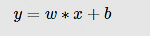 y = w * x + b